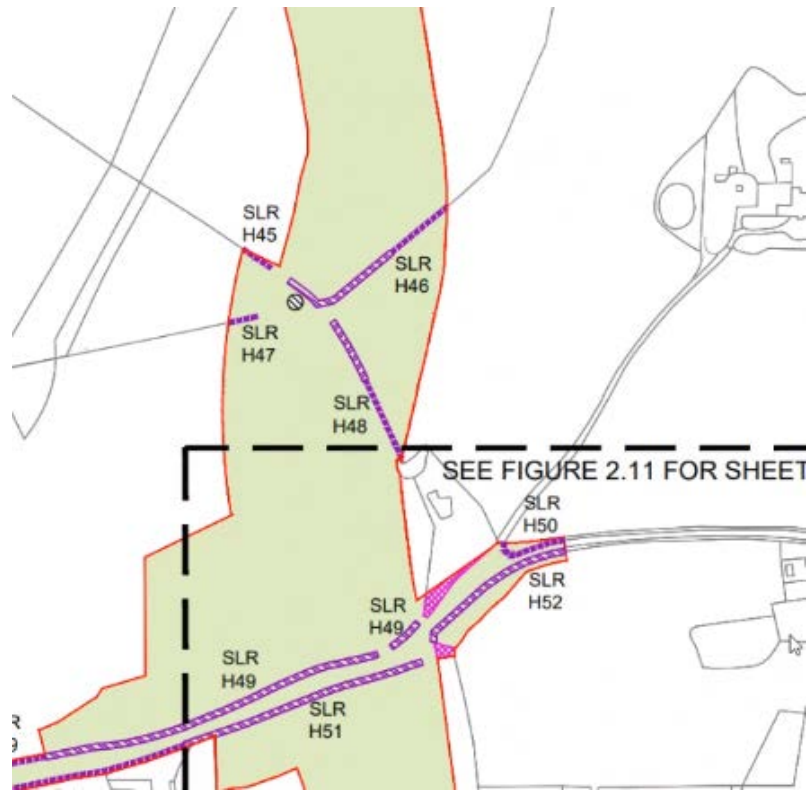 SLR
H45
SLR
H46
SLR
H47
SLR
H48
SEE FIGURE 2.11 FOR SHEET
SLR
H50
SLR
H52
SLR
H49
SLR
H49
SLR
H51